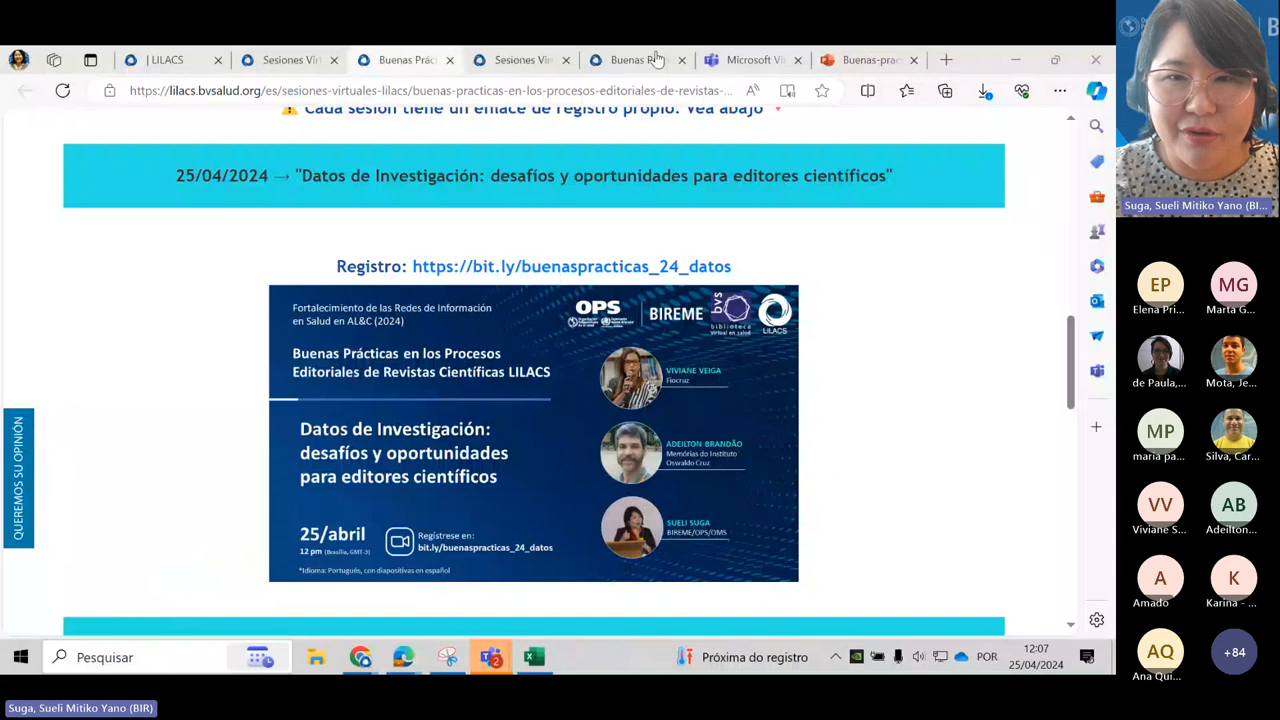 | LILACS
Sesiones Virt
Buenas Prác
Sesiones Vir
Buenas P
Microsoft Vi
Buenas-prac
https://lilacs.bvsalud.org/es/sesiones-virtuales-lilacs/buenas-practicas-en-los-procesos-editoriales-de-revistas-...
Cada sesión tiene un enlace de registro propio. Vea abajo
25/04/2024 → "Datos de Investigación: desafíos y oportunidades para editores científicos"
Registro: https://bit.ly/buenaspracticas_24_datos
Fortalecimiento de las Redes de Información
en Salud en AL&C (2024)
OPS
BIREME
bvs
biblioteca
virtual en salud
LILACS
Buenas Prácticas en los Procesos
Editoriales de Revistas Científicas LILACS
Datos de Investigación:
desafíos y oportunidades
para editores científicos
25/abril
12 pm (Brasília, GMT-3)
Regístrese en:
bit.ly/buenaspracticas_24_datos
*Idioma: Portugués, con diapositivas en español
VIVIANE VEIGA
Fiocruz
ADEILTON BRANDÃO
Memórias do Instituto
Oswaldo Cruz
SUELI SUGA
BIREME/OPS/OMS
QUEREMOS SU OPINIÓN
Pesquisar
Próxima do registro
POR
12:07
25/04/2024
Suga, Sueli Mitiko Yano (BIR)
Suga, Sueli Mitiko Yano (BI...
EP
Elena Pri...
MG
Marta G...
de Paula,...
Mota, Je...
MP
maria pa...
Silva, Car...
VV
Viviane S...
AB
Adeilton...
A
Amado
K
Karina - ...
AQ
Ana Qui...
+84